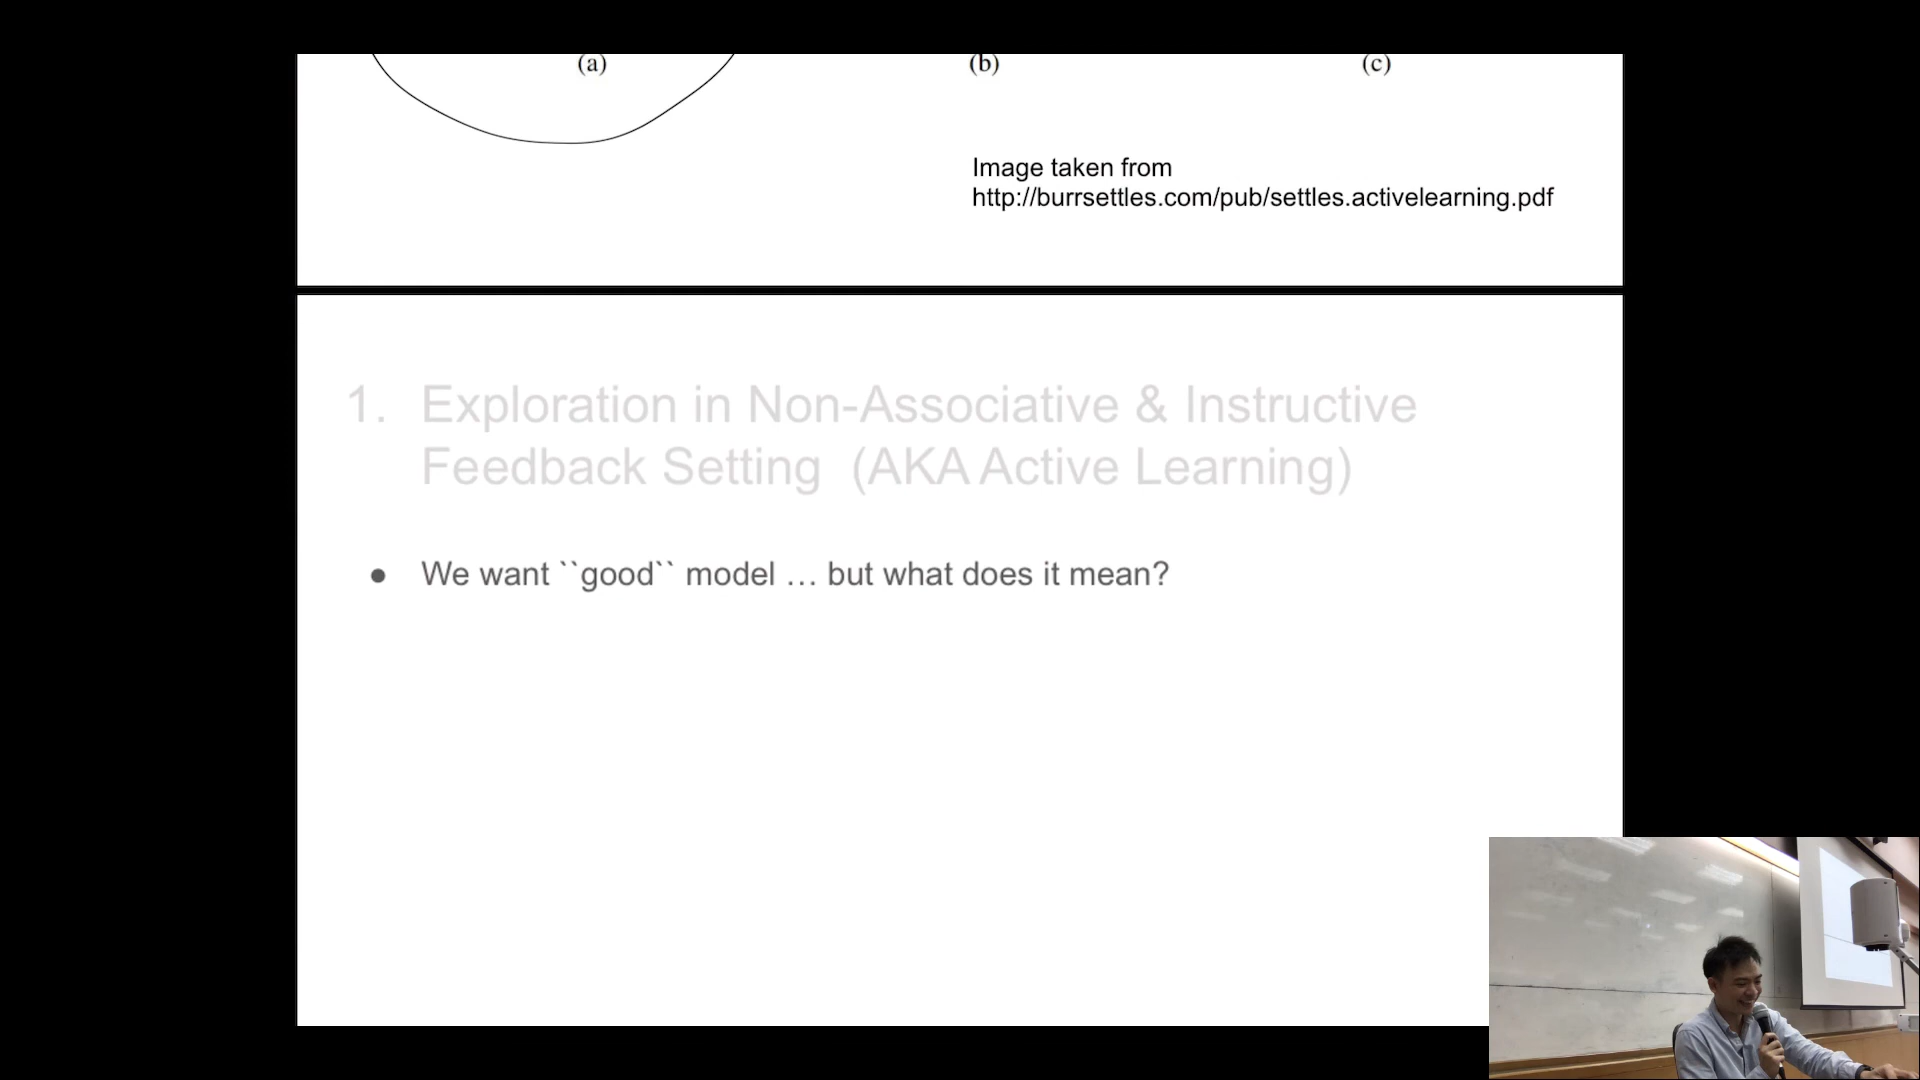 (a) (b) (c)
Image taken from
http://burrsettles.com/pub/settles.activelearning.pdf
1. Exploration in Non-Associative & Instructive
Feedback Setting (AKA Active Learning)
● We want ``good`` model … but what does it mean?